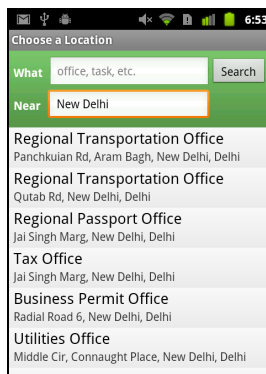 6:53
Choose a Location
What office, task, etc. Search
Near New Delhi
Regional Transportation Office
Panchkuian Rd, Aram Bagh, New Delhi, Delhi
Regional Transportation Office
Qutab Rd, New Delhi, Delhi
Regional Passport Office
Jai Singh Marg, New Delhi, Delhi
Tax Office
Jai Singh Marg, New Delhi, Delhi
Business Permit Office
Radial Road 6, New Delhi, Delhi
Utilities Office
Middle Cir, Connaught Place, New Delhi, Delhi